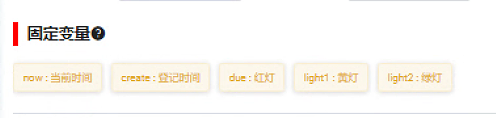 固定变量?
now : 当前时间 create : 登记时间 due : 红灯 light1 : 黄灯 light2 : 绿灯